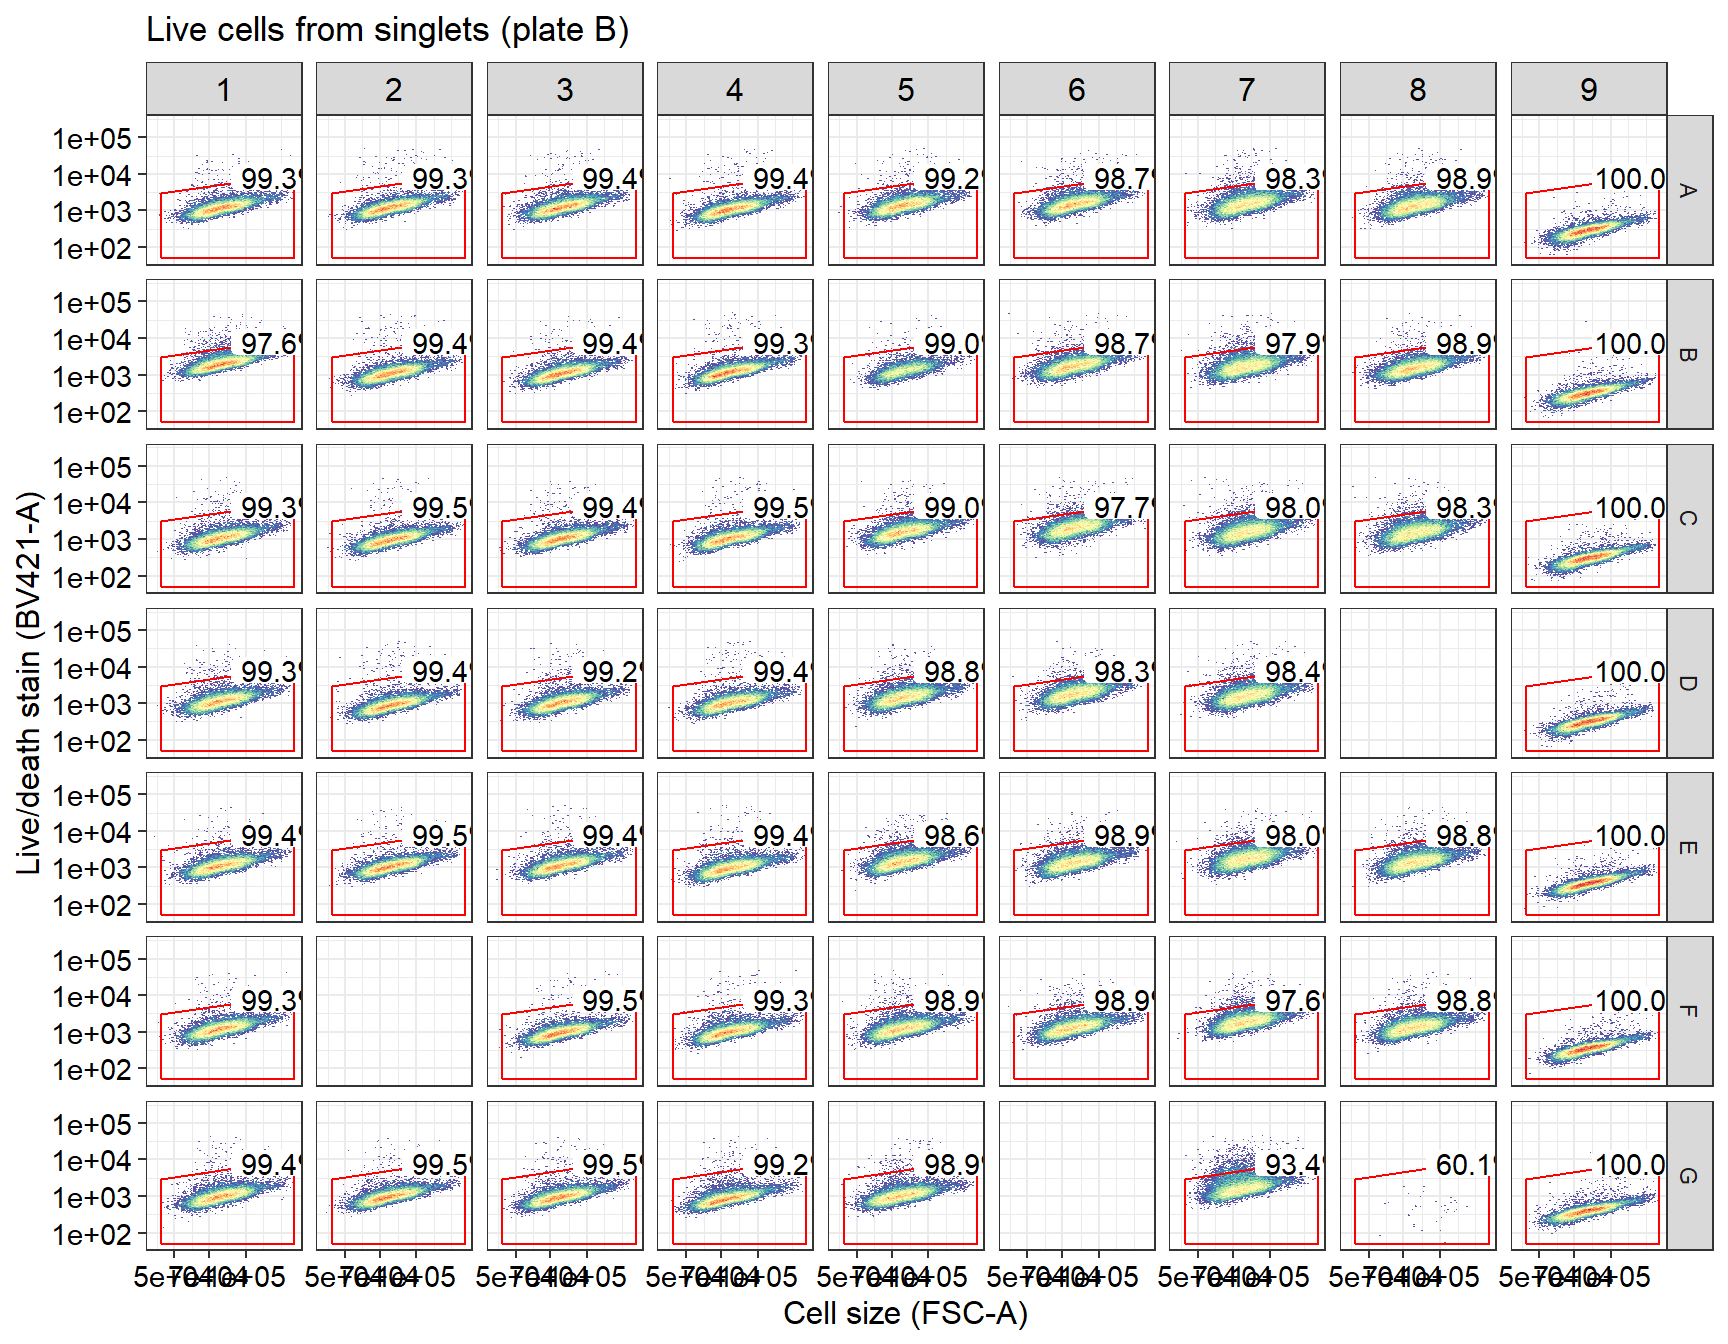 Live cells from singlets (plate B)
1 2 3 4 5 6 7 8 9
1e+05
1e+04
1e+03
1e+02
99.3% 99.3% 99.4% 99.4% 99.2% 98.7% 98.3% 98.9% 100.0
A
1e+05
1e+04
1e+03
1e+02
97.6% 99.4% 99.4% 99.3% 99.0% 98.7% 97.9% 98.9% 100.0
B
1e+05
1e+04
1e+03
1e+02
99.3% 99.5% 99.4% 99.5% 99.0% 97.7% 98.0% 98.3% 100.0
C
1e+05
1e+04
1e+03
1e+02
99.3% 99.4% 99.2% 99.4% 98.8% 98.3% 98.4% 100.0
D
1e+05
1e+04
1e+03
1e+02
99.4% 99.5% 99.4% 99.4% 98.6% 98.9% 98.0% 98.8% 100.0
E
1e+05
1e+04
1e+03
1e+02
99.3% 99.5% 99.3% 98.9% 98.9% 97.6% 98.8% 100.0
F
1e+05
1e+04
1e+03
1e+02
99.4% 99.5% 99.5% 99.2% 98.9% 93.4% 60.1% 100.0
G
Live/death stain (BV421-A)
Cell size (FSC-A)